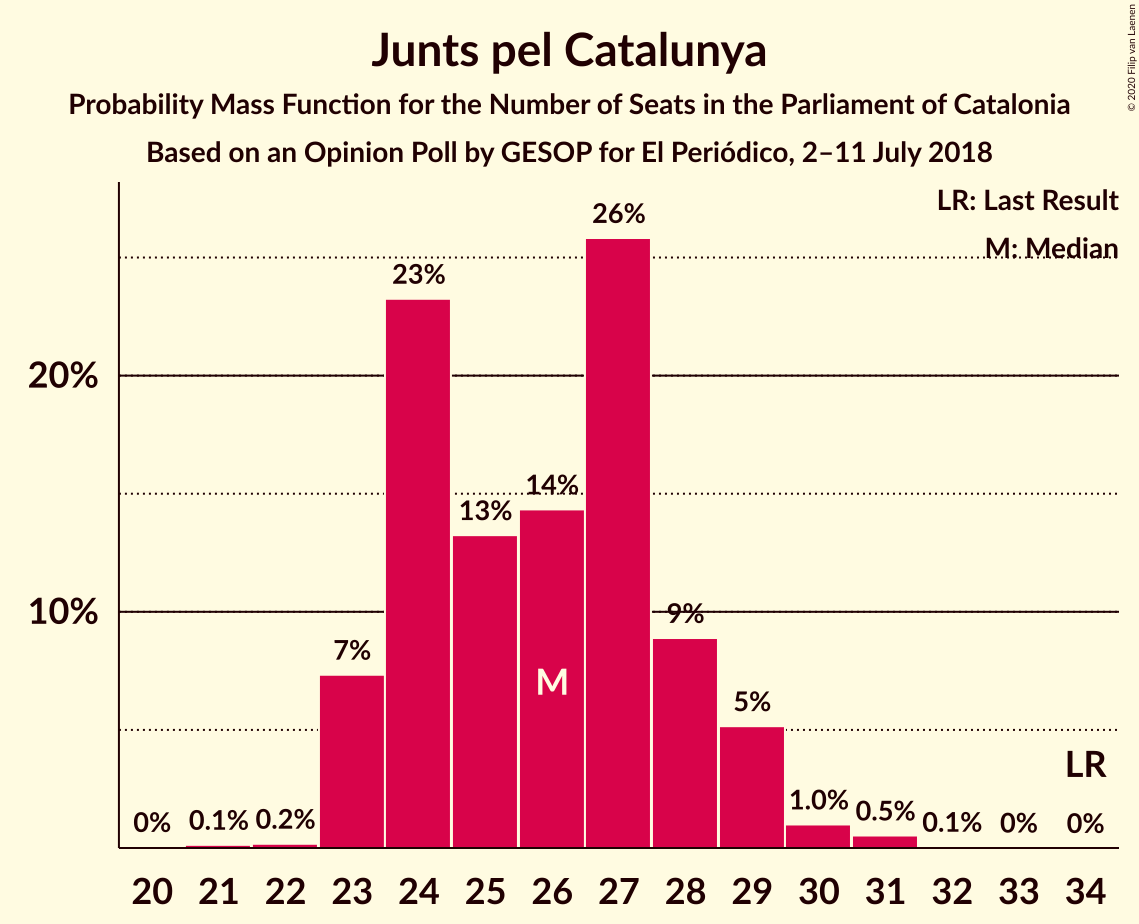 Junts pel Catalunya
Probability Mass Function for the Number of Seats in the Parliament of Catalonia
Based on an Opinion Poll by GESOP for El Periódico, 2–11 July 2018
© 2020 Filip van Laenen
LR: Last Result
M: Median
20%
10%
0%
0.1%
0.2%
7%
23%
13%
14%
26%
9%
5%
1.0%
0.5%
0.1%
0%
0%
M
LR
20 21 22 23 24 25 26 27 28 29 30 31 32 33 34